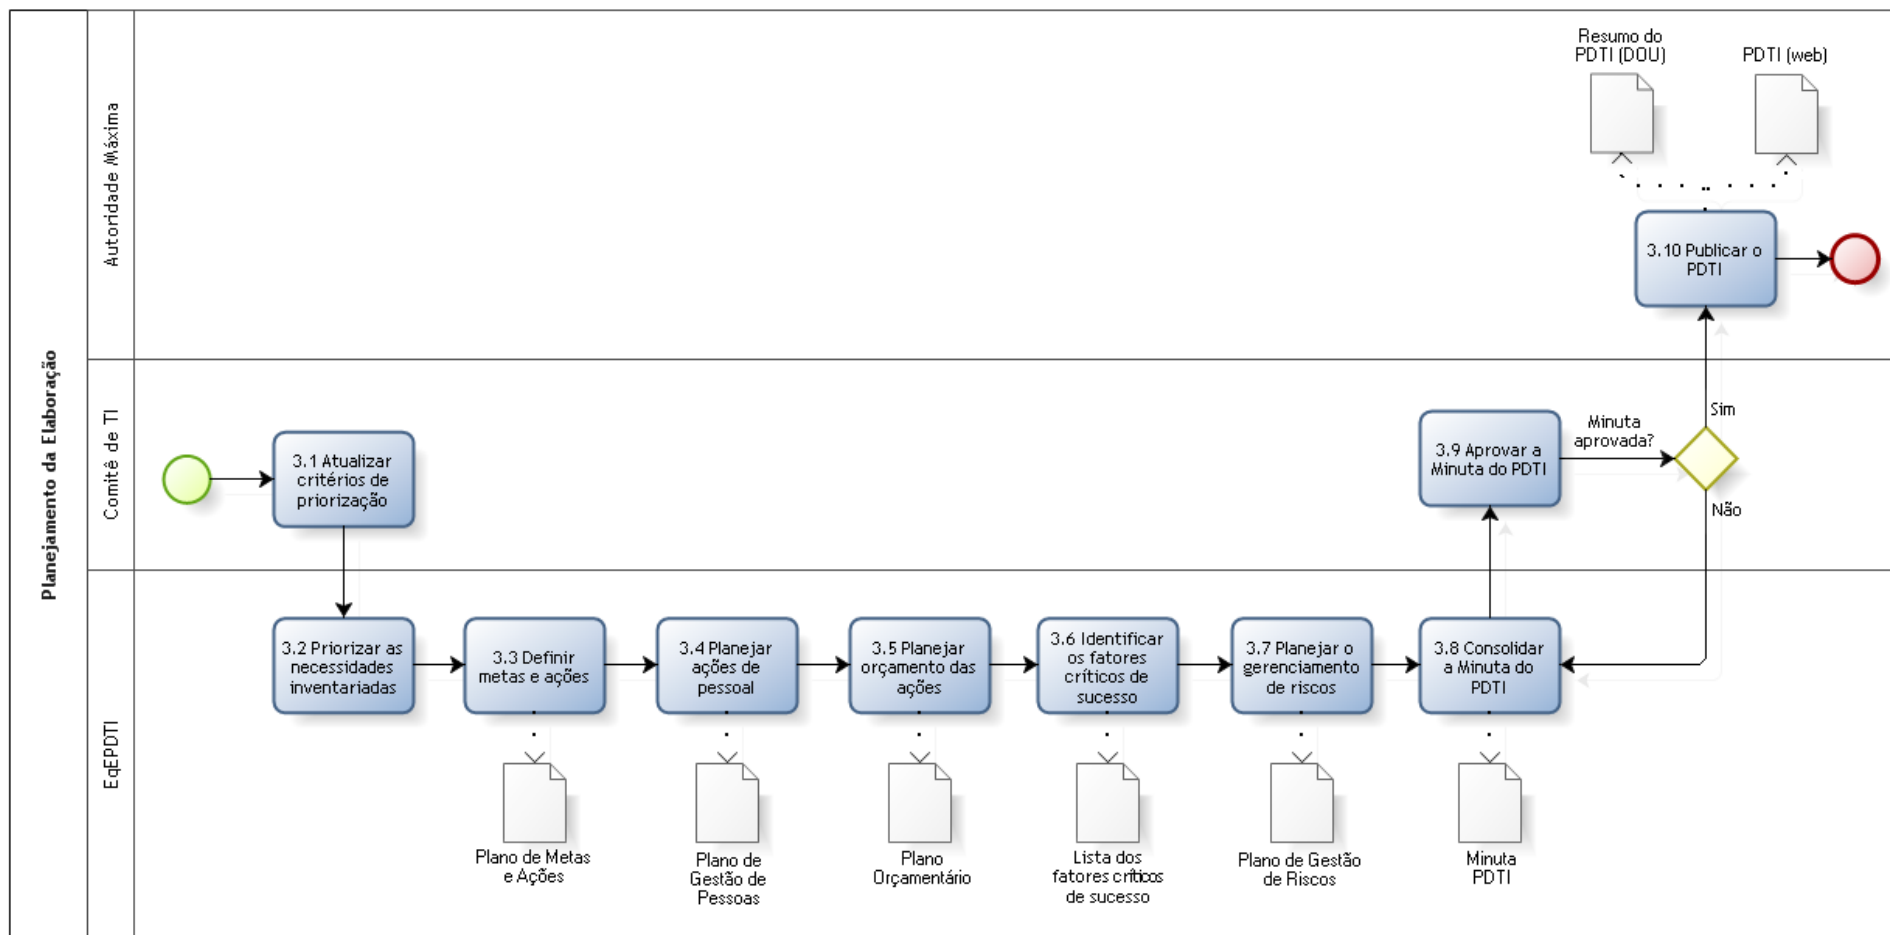 Planejamento da Elaboração
Autoridade Máxima
Resumo do
PDTI (DOU)
PDTI (web)
3.10 Publicar o
PDTI
Comitê de TI
3.1 Atualizar
critérios de
priorização
3.9 Aprovar a
Minuta do PDTI
Minuta
aprovada?
Sim
Não
EqEPDTI
3.2 Priorizar as
necessidades
inventariadas
3.3 Definir
metas e ações
3.4 Planejar
ações de
pessoal
3.5 Planejar
orçamento das
ações
3.6 Identificar
os fatores
críticos de
sucesso
3.7 Planejar o
gerenciamento
de riscos
3.8 Consolidar
a Minuta do
PDTI
Plano de Metas
e Ações
Plano de
Gestão de
Pessoas
Plano
Orçamentário
Lista dos
fatores críticos
de sucesso
Plano de Gestão
de Riscos
Minuta
PDTI